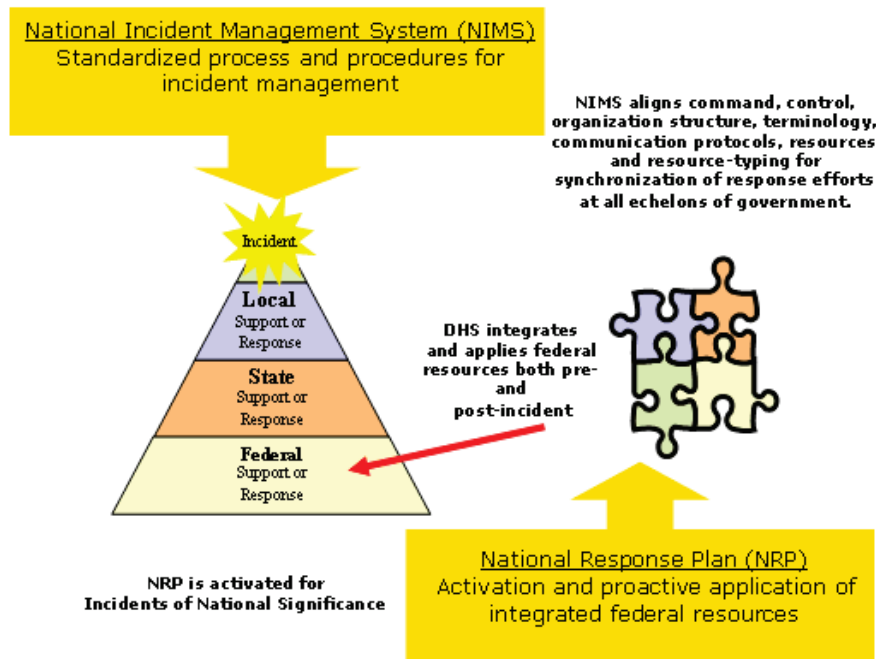 National Incident Management System (NIMS)
Standardized process and procedures for
incident management
NIMS aligns command, control,
organization structure, terminology,
communication protocols, resources
and resource-typing for
synchronization of response efforts
at all echelons of government.
Incident
Local
Support or
Response
State
Support or
Response
Federal
Support or
Response
DHS integrates
and applies federal
resources both pre-
and
post-incident
NRP is activated for
Incidents of National Significance
National Response Plan (NRP)
Activation and proactive application of
integrated federal resources